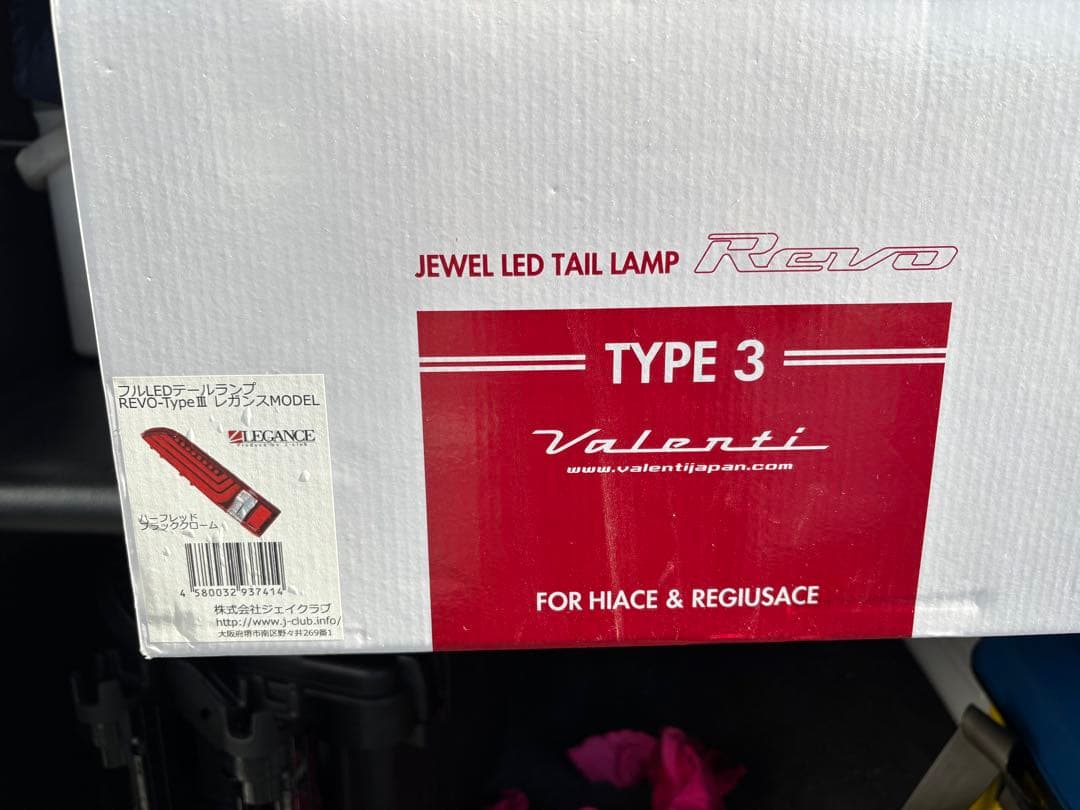 JEWEL LED TAIL LAMP Revo
TYPE 3
Valenti
www.valentijapan.com
FOR HIACE & REGIUSACE
フルLEDテールランプ
REVO-TypeⅢ レガンスMODEL
LEGANCE
Produced by J-club
ハーフレッド
ブラッククローム
4 580032 937414
株式会社ジェイクラブ
http://www.j-club.info/
大阪府堺市南区野々井269番1